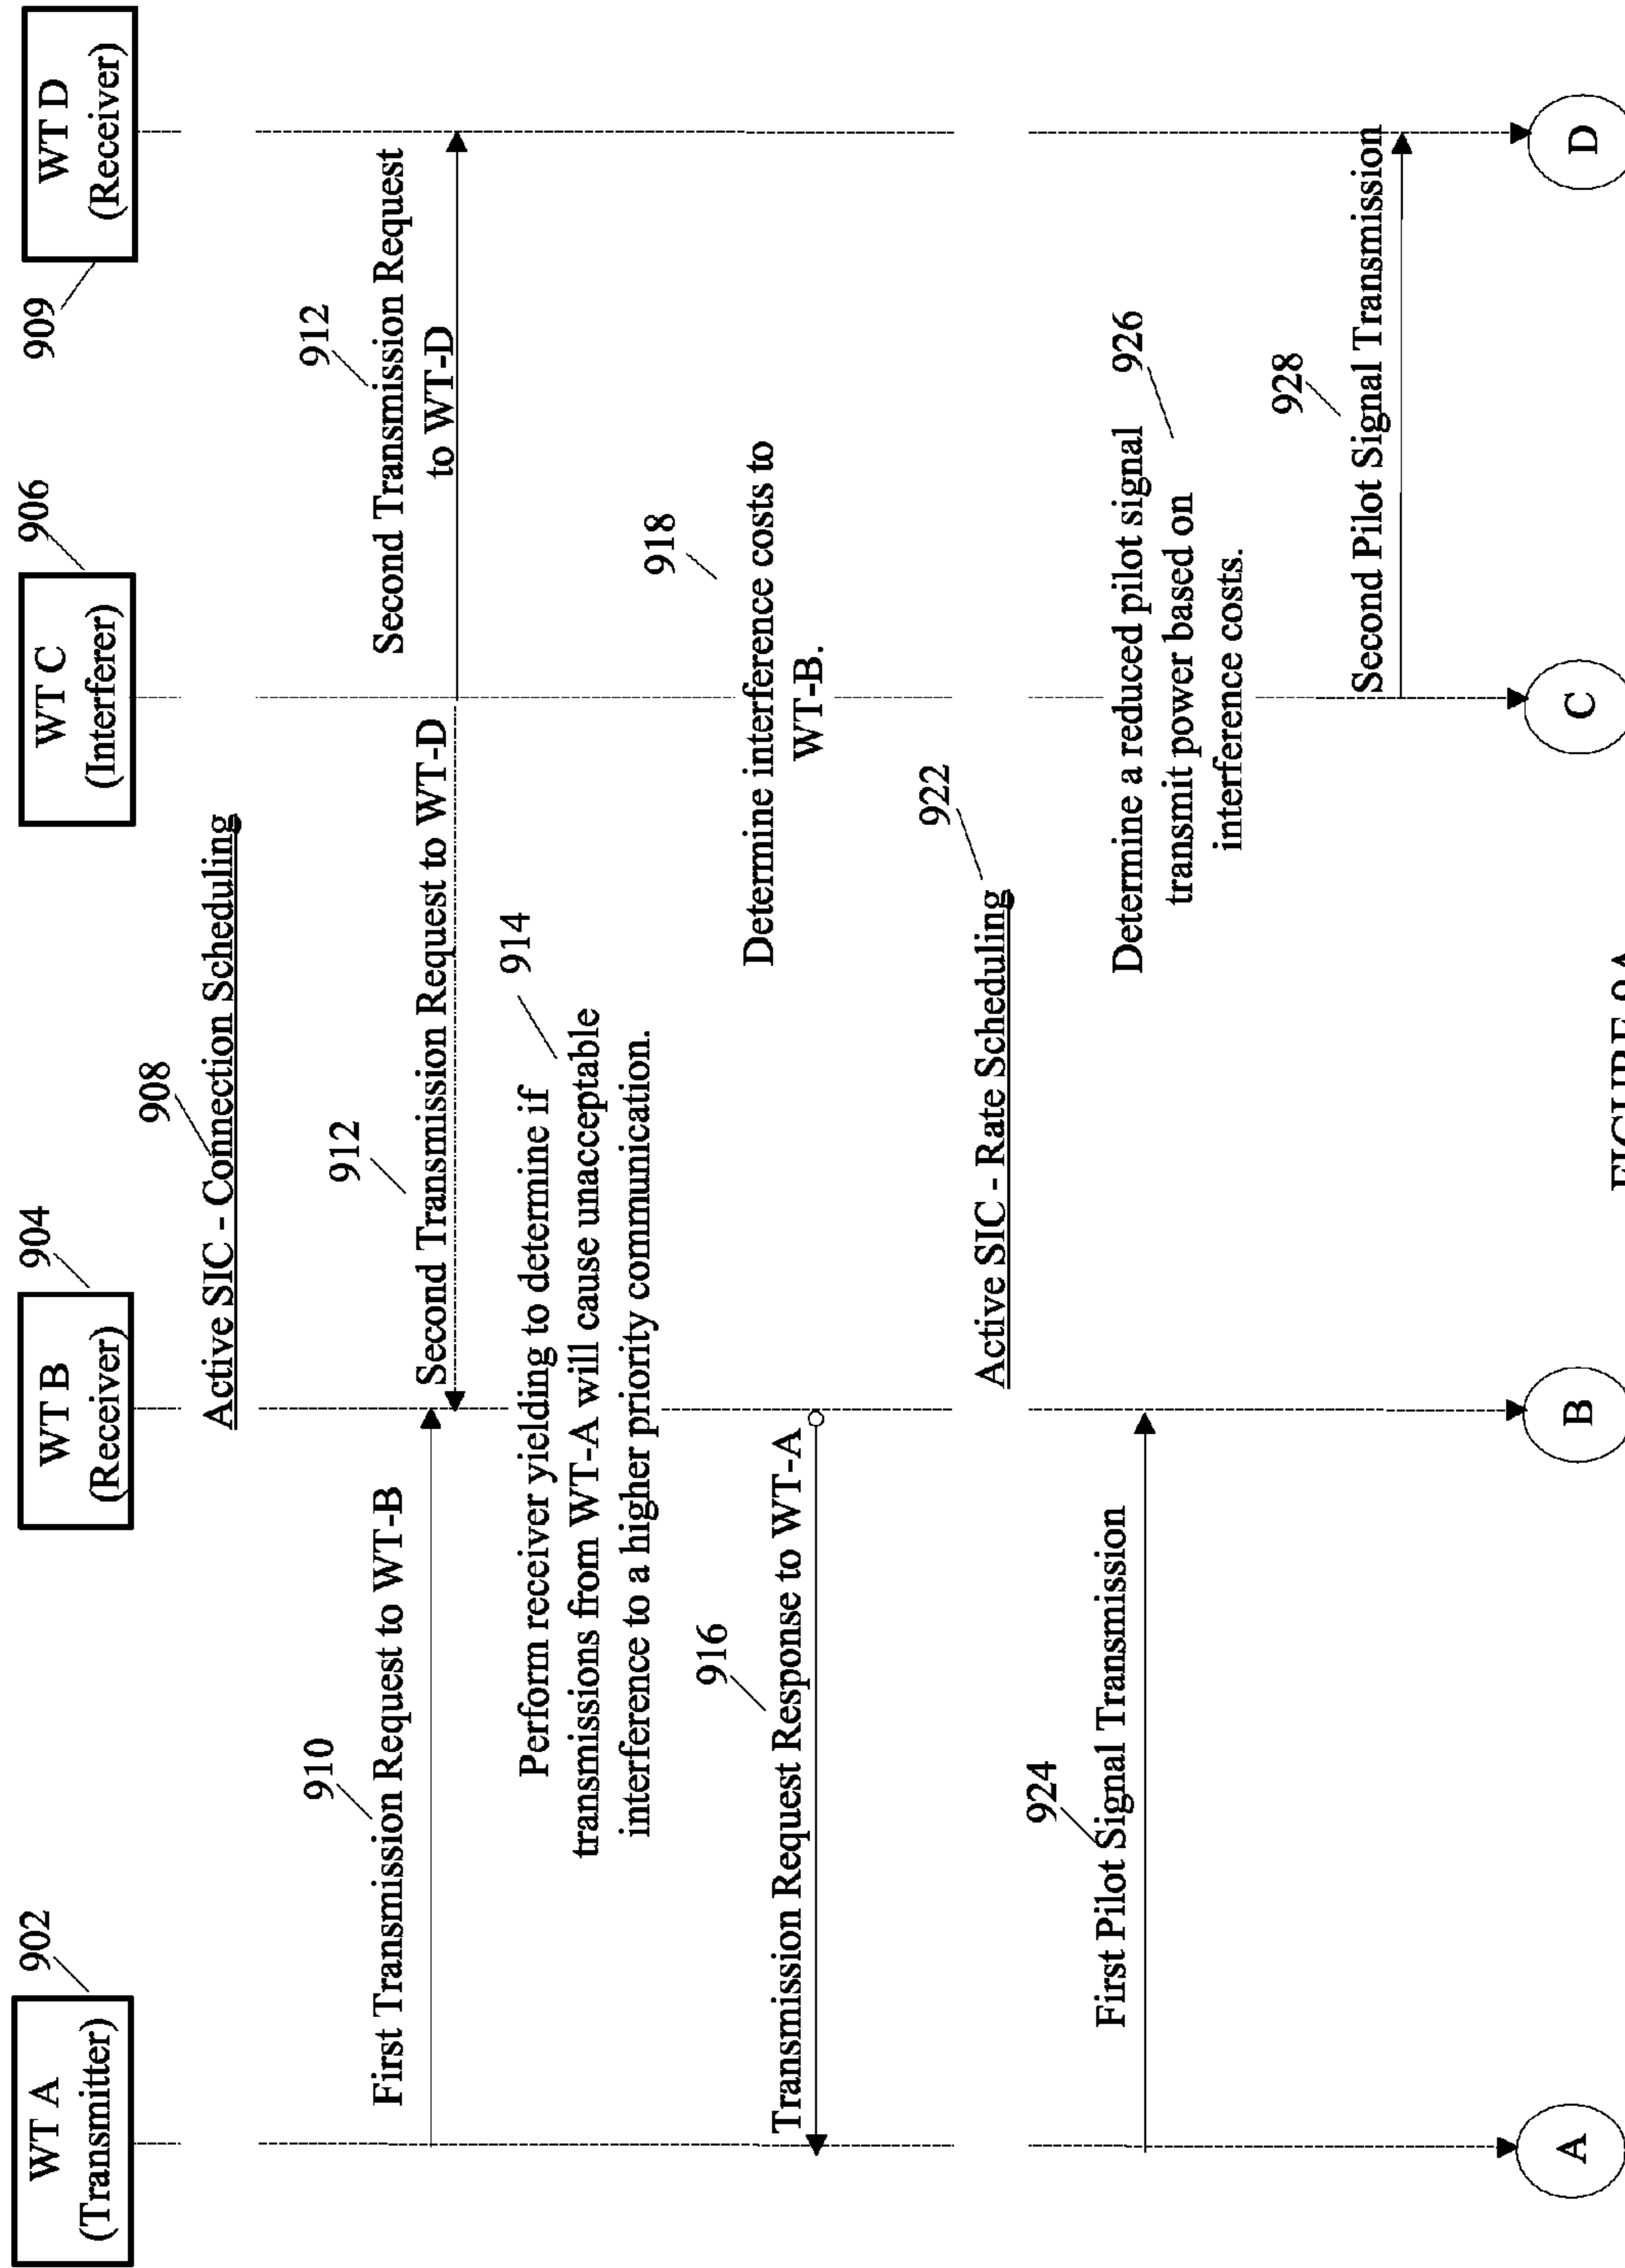 WT A
(Transmitter)
902
WT B
(Receiver)
904
WT C
(Interferer)
906
WT D
(Receiver)
909
908
Active SIC - Connection Scheduling
910
First Transmission Request to WT-B
912
Second Transmission Request to WT-D
912
Second Transmission Request
to WT-D
914
Perform receiver yielding to determine if
transmissions from WT-A will cause unacceptable
interference to a higher priority communication.
916
Transmission Request Response to WT-A
918
Determine interference costs to
WT-B.
922
Active SIC - Rate Scheduling
924
First Pilot Signal Transmission
926
Determine a reduced pilot signal
transmit power based on
interference costs.
928
Second Pilot Signal Transmission
A
B
C
D
FIGURE 9A